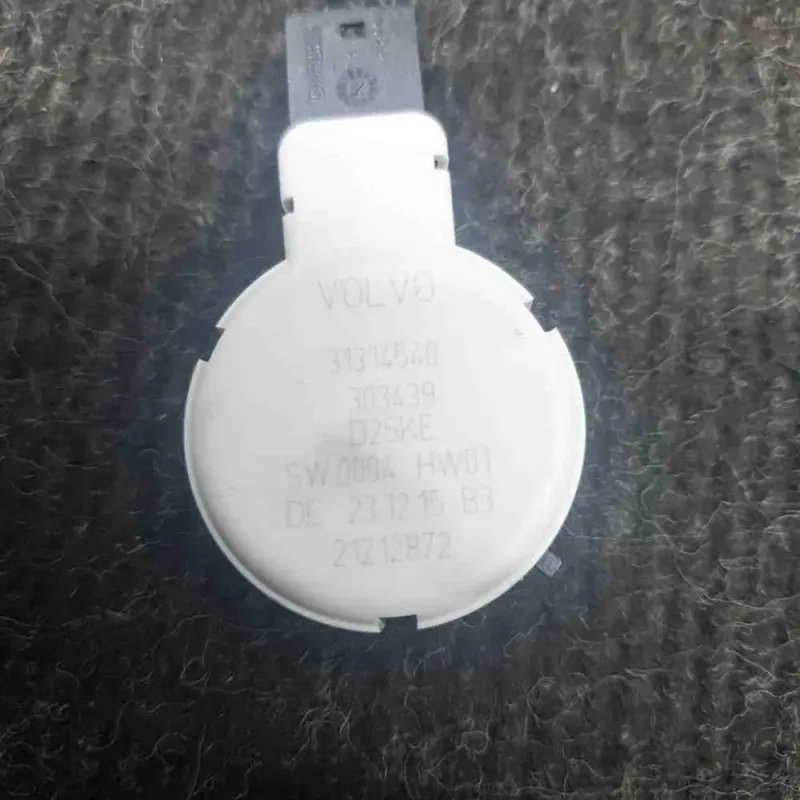 VOLVO
31314540
303439
D25KE
SW0004 HW01
DE 23.12.15 B3
21212872